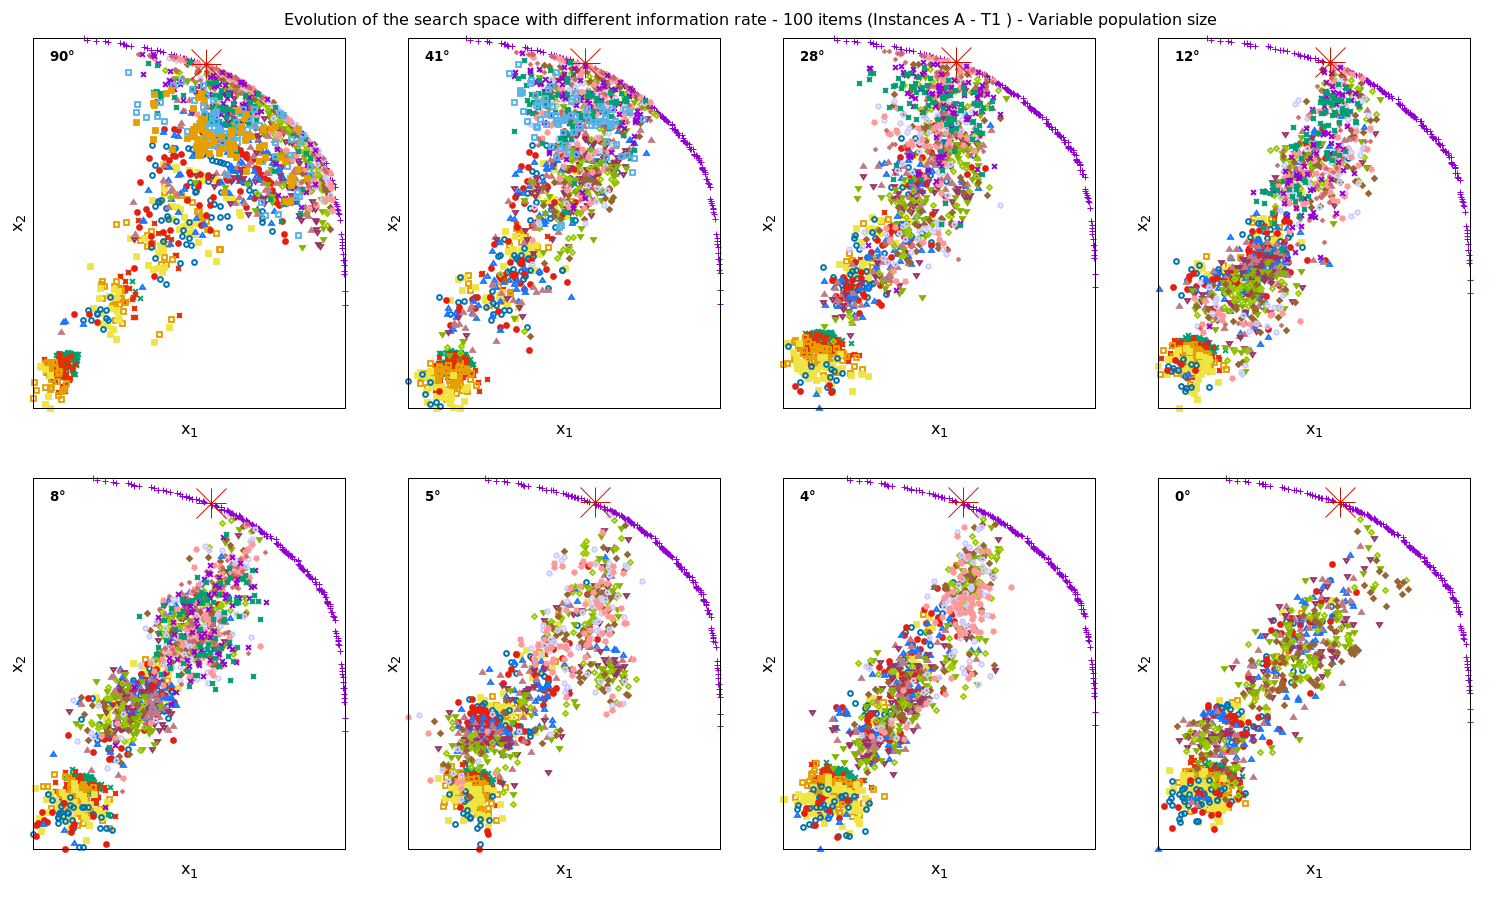 Evolution of the search space with different information rate - 100 items (Instances A - T1 ) - Variable population size
90°
41°
28°
12°
x₂
x₂
x₂
x₂
x₁
x₁
x₁
x₁
8°
5°
4°
0°
x₂
x₂
x₂
x₂
x₁
x₁
x₁
x₁